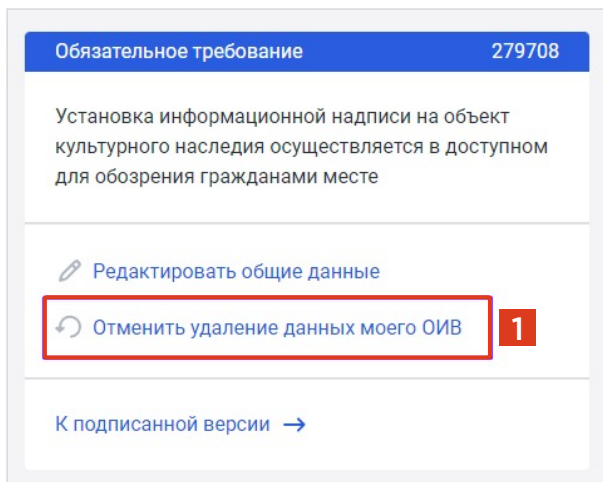 Обязательное требование 279708
Установка информационной надписи на объект
культурного наследия осуществляется в доступном
для обозрения гражданами месте
Редактировать общие данные
Отменить удаление данных моего ОИВ 1
К подписанной версии →